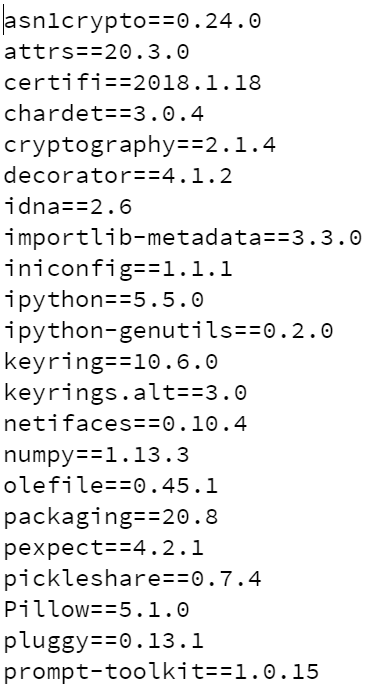 asn1crypto==0.24.0
attrs==20.3.0
certifi==2018.1.18
chardet==3.0.4
cryptography==2.1.4
decorator==4.1.2
idna==2.6
importlib-metadata==3.3.0
iniconfig==1.1.1
ipython==5.5.0
ipython-genutils==0.2.0
keyring==10.6.0
keyrings.alt==3.0
netifaces==0.10.4
numpy==1.13.3
olefile==0.45.1
packaging==20.8
pexpect==4.2.1
pickleshare==0.7.4
Pillow==5.1.0
pluggy==0.13.1
prompt-toolkit==1.0.15